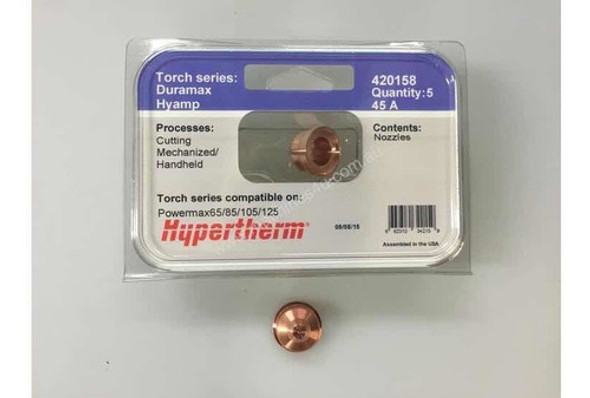 Torch series:
Duramax
Hyamp
420158
Quantity: 5
45 A
Processes:
Cutting
Mechanized/
Handheld
Contents:
Nozzles
Torch series compatible on:
Powermax65/85/105/125
Hypertherm®
Assembled in the USA